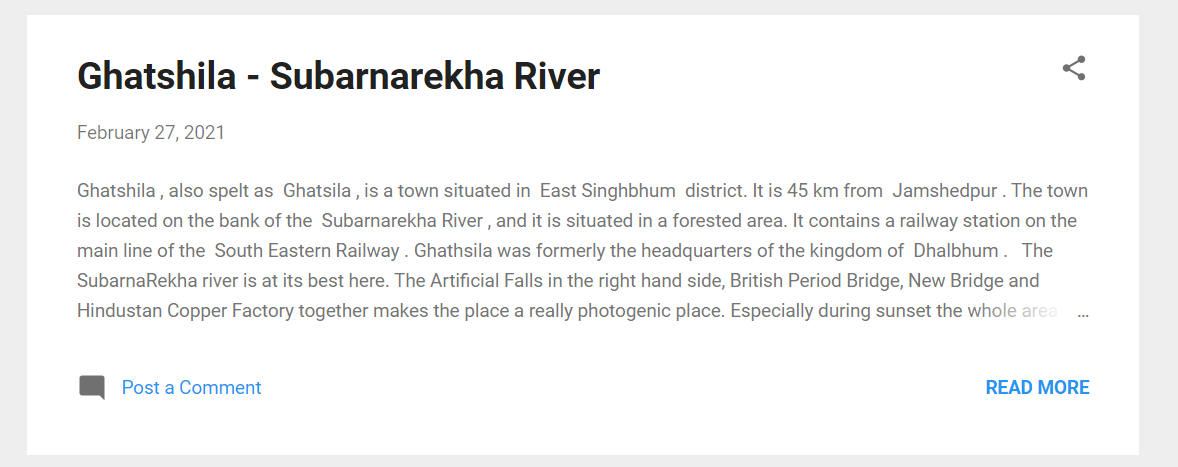 Ghatshila - Subarnarekha River
February 27, 2021
Ghatshila , also spelt as  Ghatsila , is a town situated in  East Singhbhum  district. It is 45 km from  Jamshedpur . The town
is located on the bank of the  Subarnarekha River , and it is situated in a forested area. It contains a railway station on the
main line of the  South Eastern Railway . Ghathsila was formerly the headquarters of the kingdom of  Dhalbhum .   The
SubarnaRekha river is at its best here. The Artificial Falls in the right hand side, British Period Bridge, New Bridge and
Hindustan Copper Factory together makes the place a really photogenic place. Especially during sunset the whole area ...
Post a Comment
READ MORE